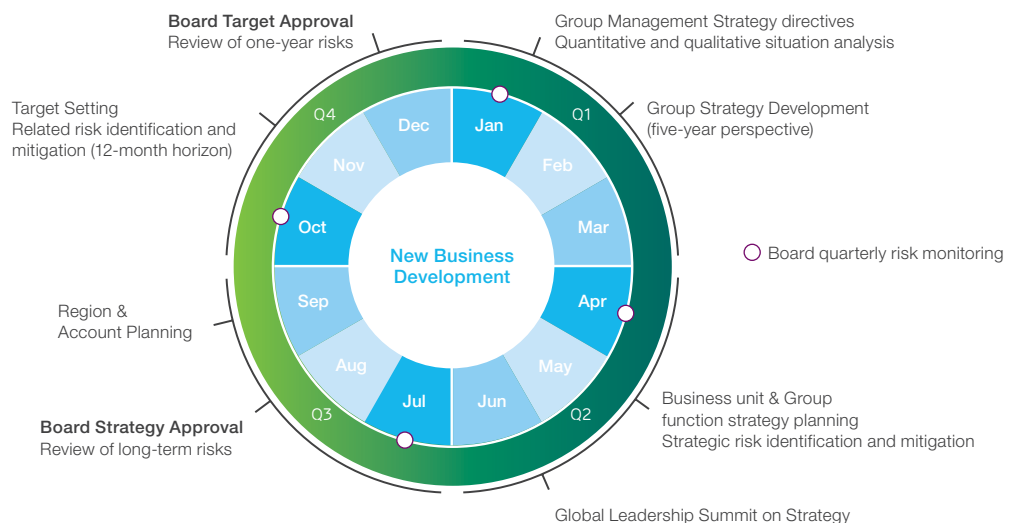 Board Target Approval
Review of one-year risks
Group Management Strategy directives
Quantitative and qualitative situation analysis
Target Setting
Related risk identification and
mitigation (12-month horizon)
Group Strategy Development
(five-year perspective)
Q4
Q1
Dec
Jan
Nov
Feb
Oct
Mar
New Business
Development
Board quarterly risk monitoring
Sep
Apr
Region &
Account Planning
Aug
May
Jul
Jun
Q3
Q2
Board Strategy Approval
Review of long-term risks
Business unit & Group
function strategy planning
Strategic risk identification and mitigation
Global Leadership Summit on Strategy